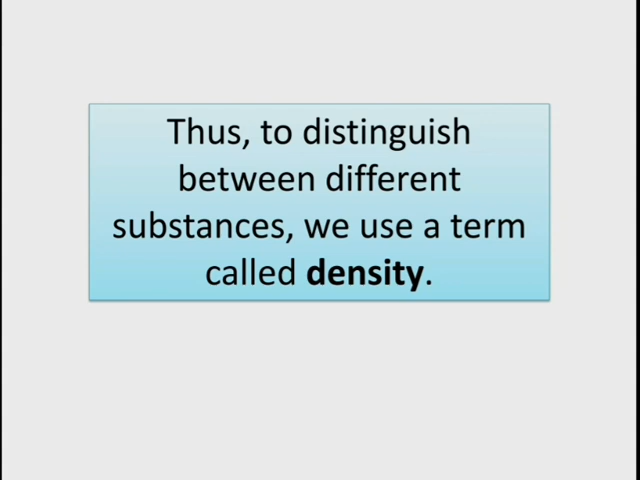 Thus, to distinguish
between different
substances, we use a term
called density.